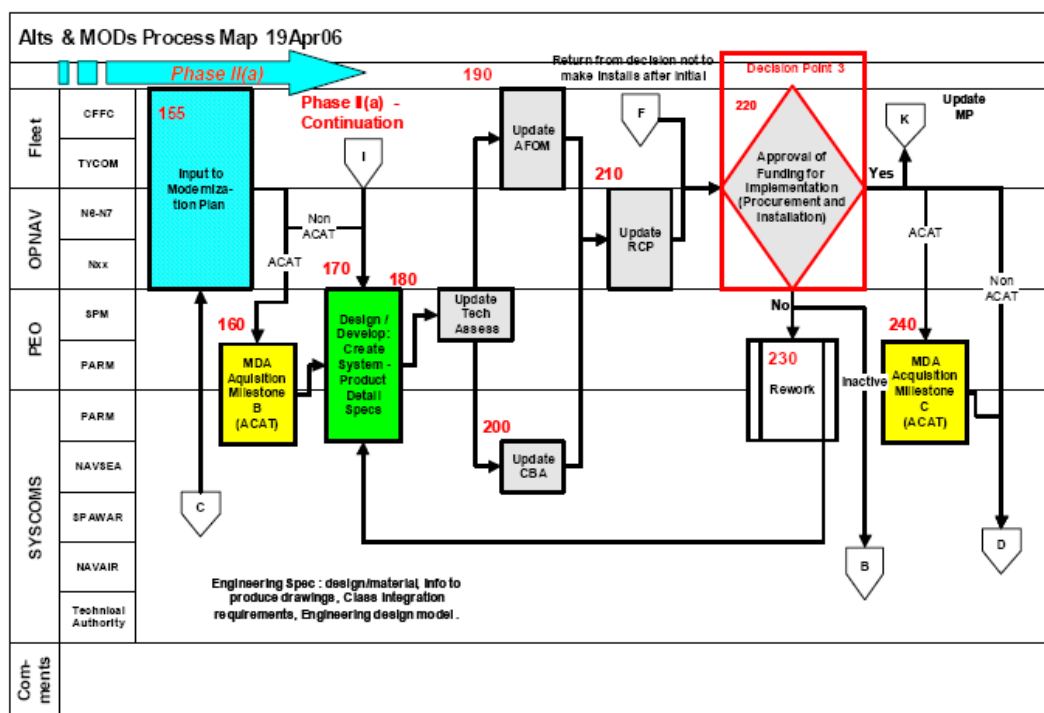 Alts & MODs Process Map 19Apr06
Phase II(a)
190
Return from decision not to
make installs after initial
Decision Point 3
Fleet
CFFC
TYCOM
OPNAV
N6-N7
Nxx
PEO
SPM
PARM
SYSCOMS
PARM
NAVSEA
SPAWAR
NAVAIR
Technical
Authority
Com-
ments
155
Input to
Moderniza-
tion Plan
Phase II(a) -
Continuation
I
Update
AFOM
F
220
Approval of
Funding for
Implementation
(Procurement and
Installation)
Yes
K
Update
MP
Non
ACAT
ACAT
210
Update
RCP
ACAT
Non
ACAT
170
180
160
MDA
Aquisition
Milestone
B
(ACAT)
Design /
Develop:
Create
System -
Product
Detail
Specs
Update
Tech
Assess
No
230
Rework
Inactive
240
MDA
Acquisition
Milestone
C
(ACAT)
200
Update
CBA
C
B
D
Engineering Spec : design/material, Info to
produce drawings, Class Integration
requirements, Engineering design model .